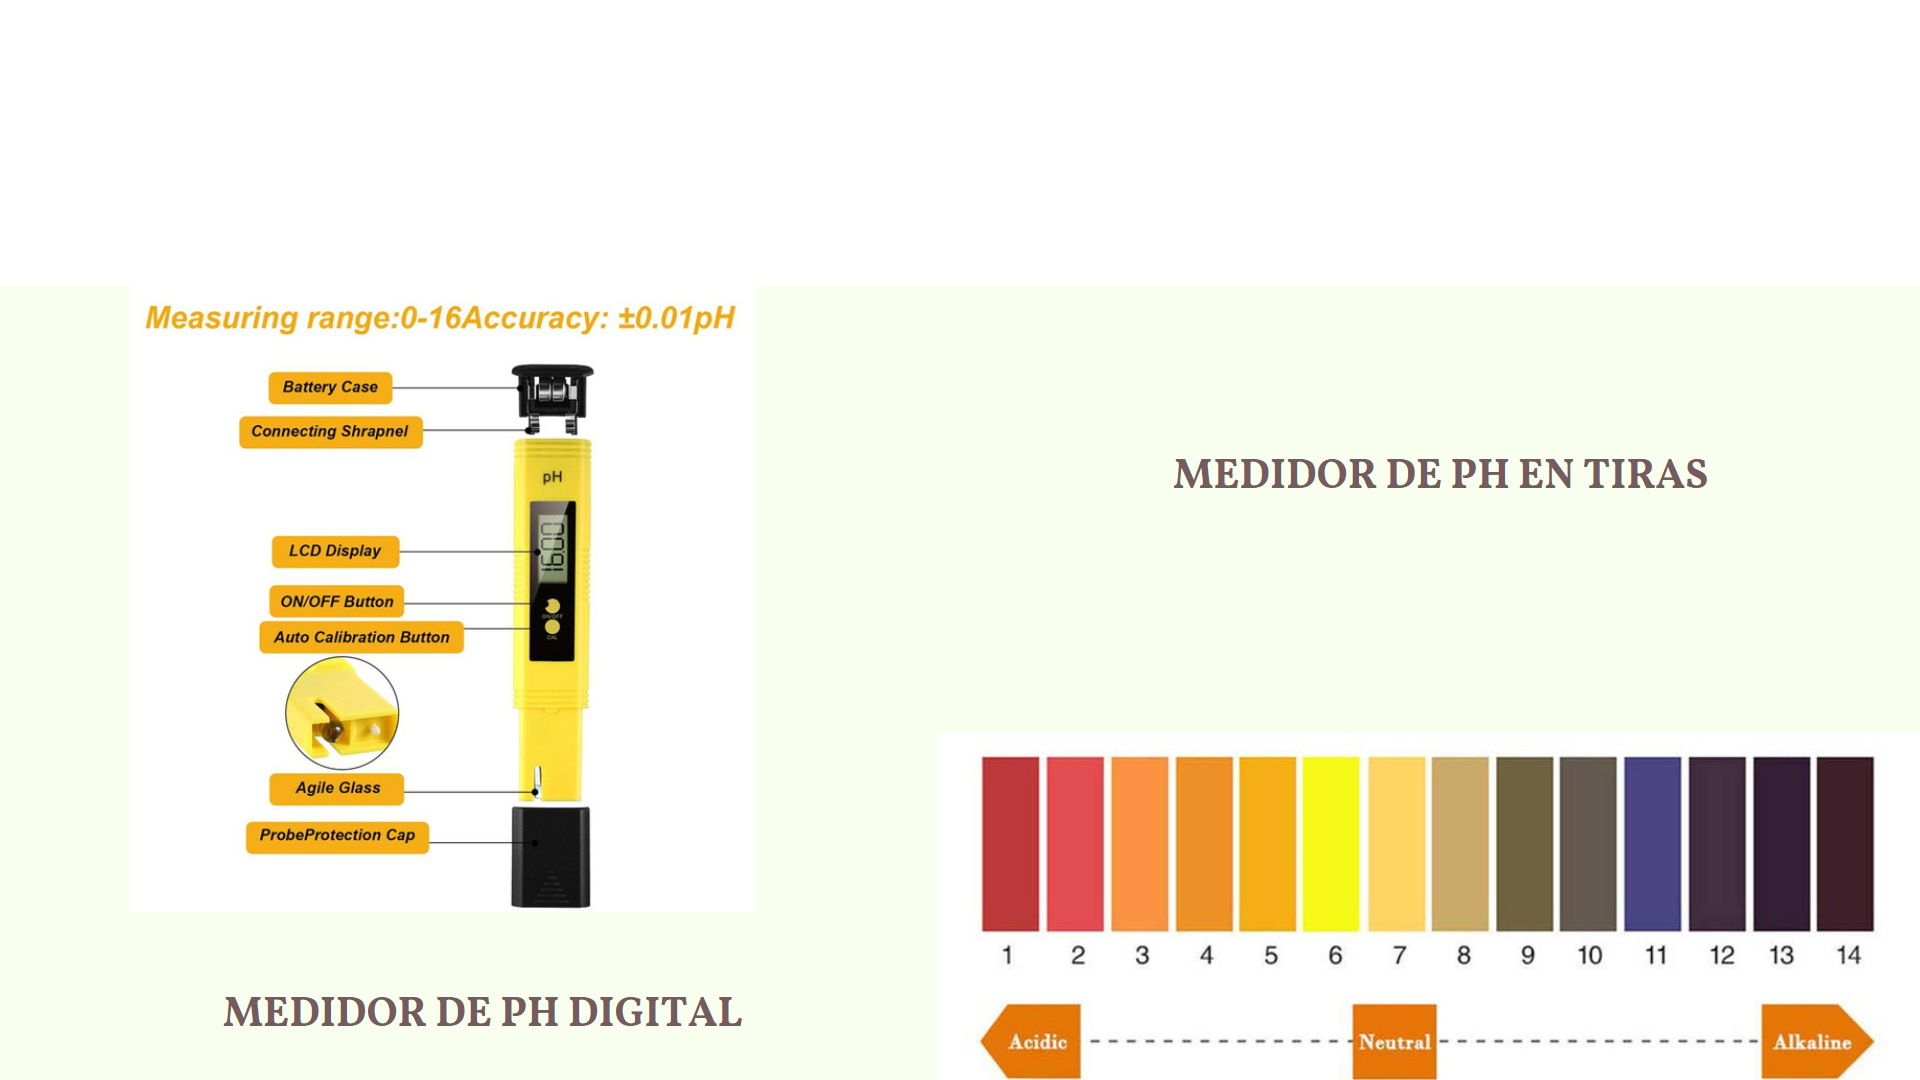 Measuring range:0-16Accuracy: ±0.01pH
Battery Case
Connecting Shrapnel
pH
LCD Display
16.00
ON/OFF Button
ON/OFF
Auto Calibration Button
CAL
Agile Glass
ProbeProtection Cap
MEDIDOR DE PH DIGITAL
MEDIDOR DE PH EN TIRAS
1 2 3 4 5 6 7 8 9 10 11 12 13 14
Acidic Neutral Alkaline